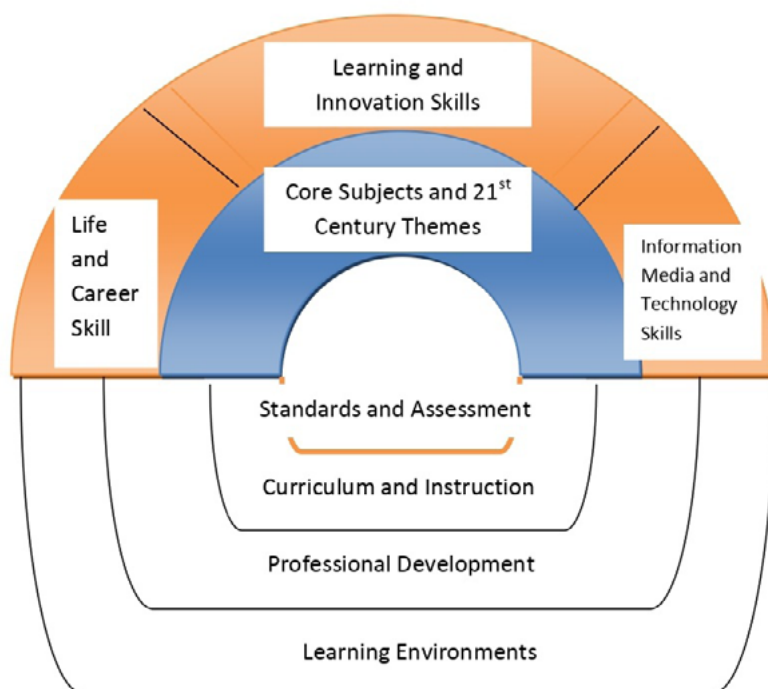 Learning and
Innovation Skills
Core Subjects and 21st
Century Themes
Life
and
Career
Skill
Information
Media and
Technology
Skills
Standards and Assessment
Curriculum and Instruction
Professional Development
Learning Environments